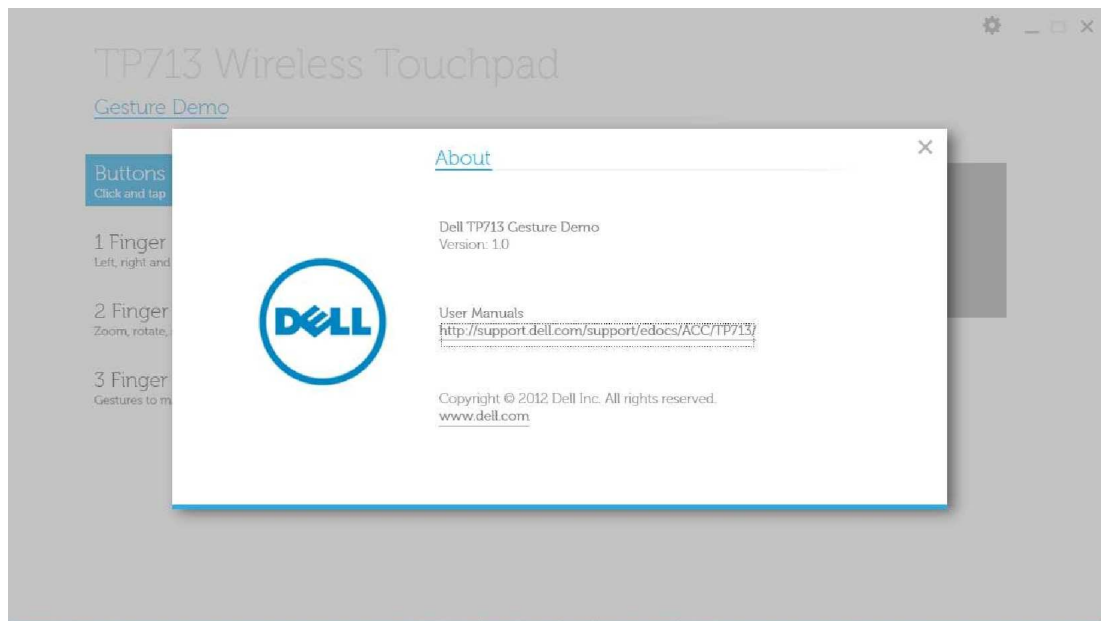 TP713 Wireless Touchpad
Gesture Demo
Buttons
Click and tap
1 Finger
Left, right and
2 Finger
Zoom, rotate,
3 Finger
Gestures to m
About
Dell TP713 Gesture Demo
Version: 1.0
DELL
User Manuals
http://support.dell.com/support/edocs/ACC/TP713/
Copyright © 2012 Dell Inc. All rights reserved.
www.dell.com